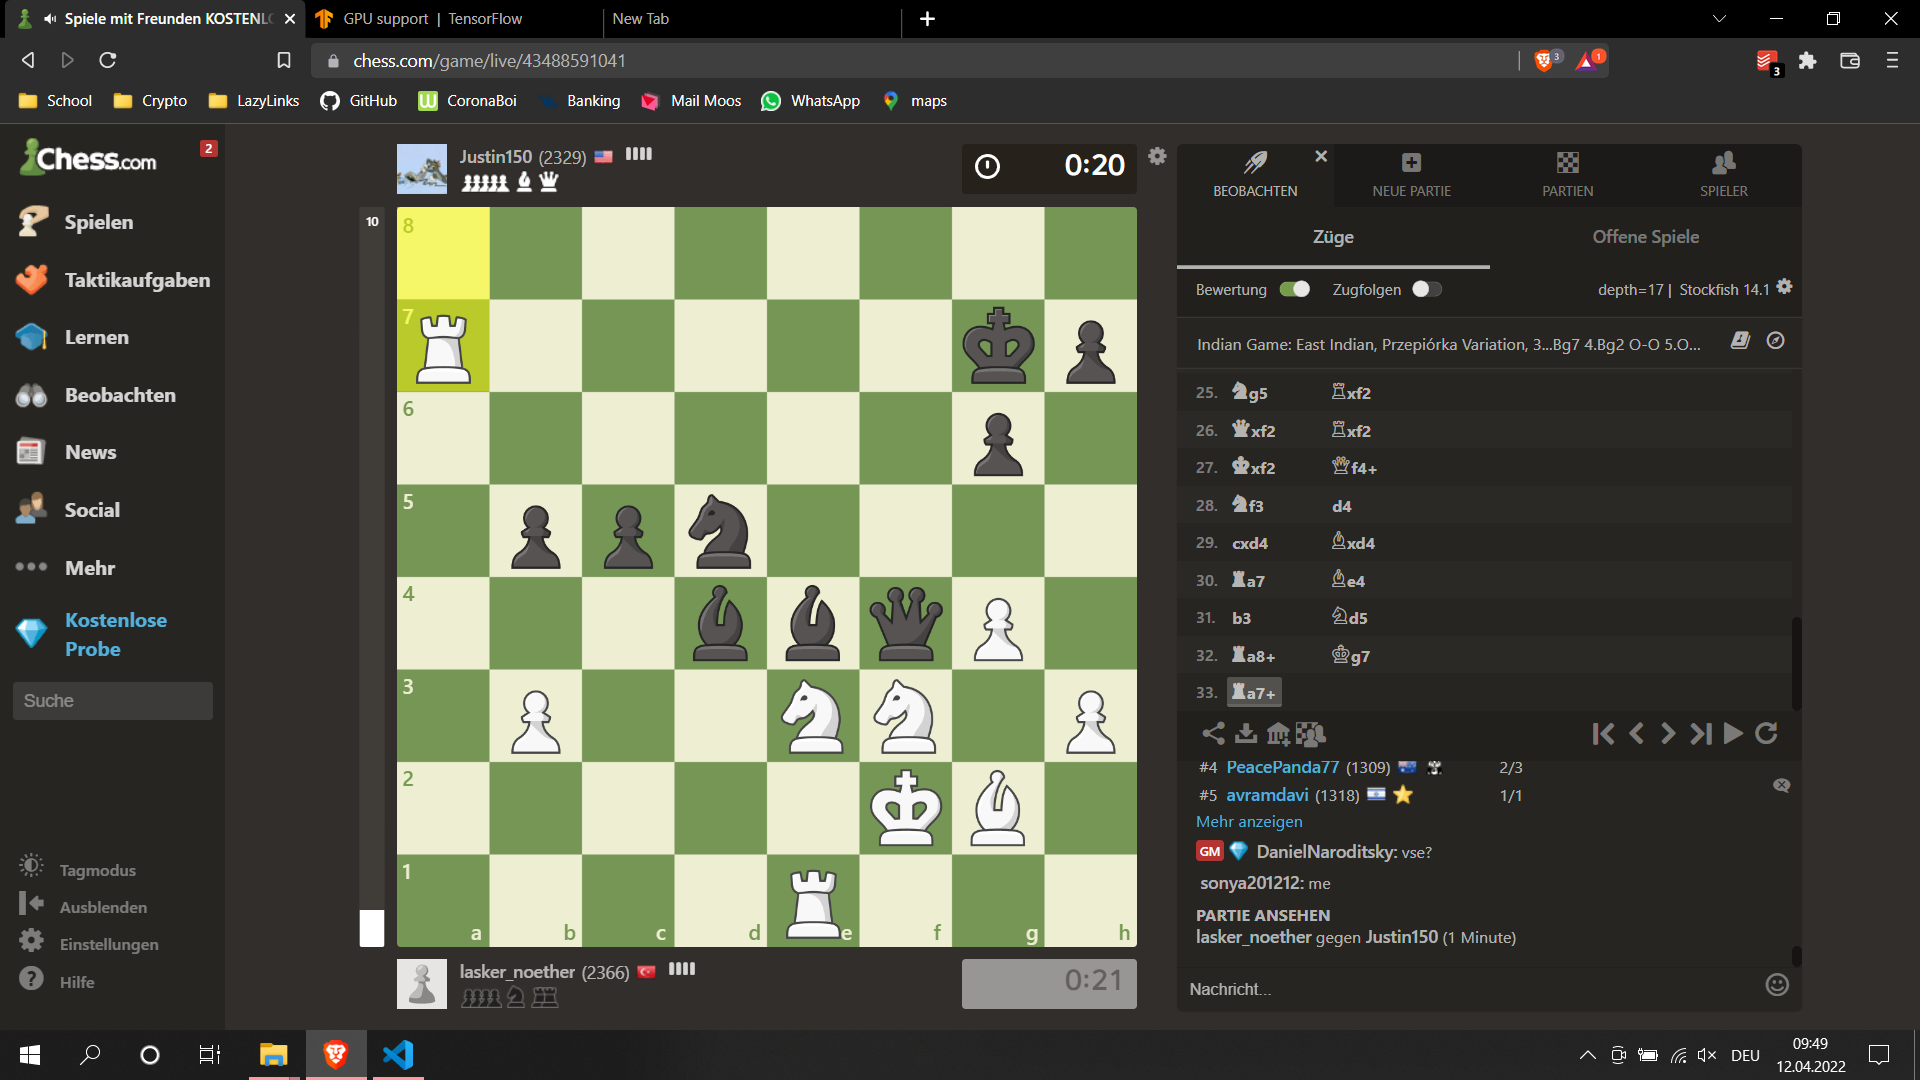 Spiele mit Freunden KOSTENLO
GPU support | TensorFlow
New Tab
chess.com/game/live/43488591041
3
1
3
School
Crypto
LazyLinks
GitHub
CoronaBoi
Banking
Mail Moos
WhatsApp
maps
Chess.com
2
Spielen
Taktikaufgaben
Lernen
Beobachten
News
Social
Mehr
Kostenlose
Probe
Suche
Tagmodus
Ausblenden
Einstellungen
Hilfe
Justin150 (2329)
0:20
10
8
7
6
5
4
3
2
1
a b c d e f g h
lasker_noether (2366)
0:21
BEOBACHTEN
NEUE PARTIE
PARTIEN
SPIELER
Züge
Offene Spiele
Bewertung
Zugfolgen
depth=17 | Stockfish 14.1
Indian Game: East Indian, Przepiórka Variation, 3...Bg7 4.Bg2 O-O 5.O...
25. g5 xf2
26. xf2 xf2
27. xf2 f4+
28. f3 d4
29. cxd4 xd4
30. a7 e4
31. b3 d5
32. a8+ g7
33. a7+
#4 PeacePanda77 (1309) 2/3
#5 avramdavi (1318) 1/1
Mehr anzeigen
GM DanielNaroditsky: vse?
sonya201212: me
PARTIE ANSEHEN
lasker_noether gegen Justin150 (1 Minute)
Nachricht...
DEU
09:49
12.04.2022